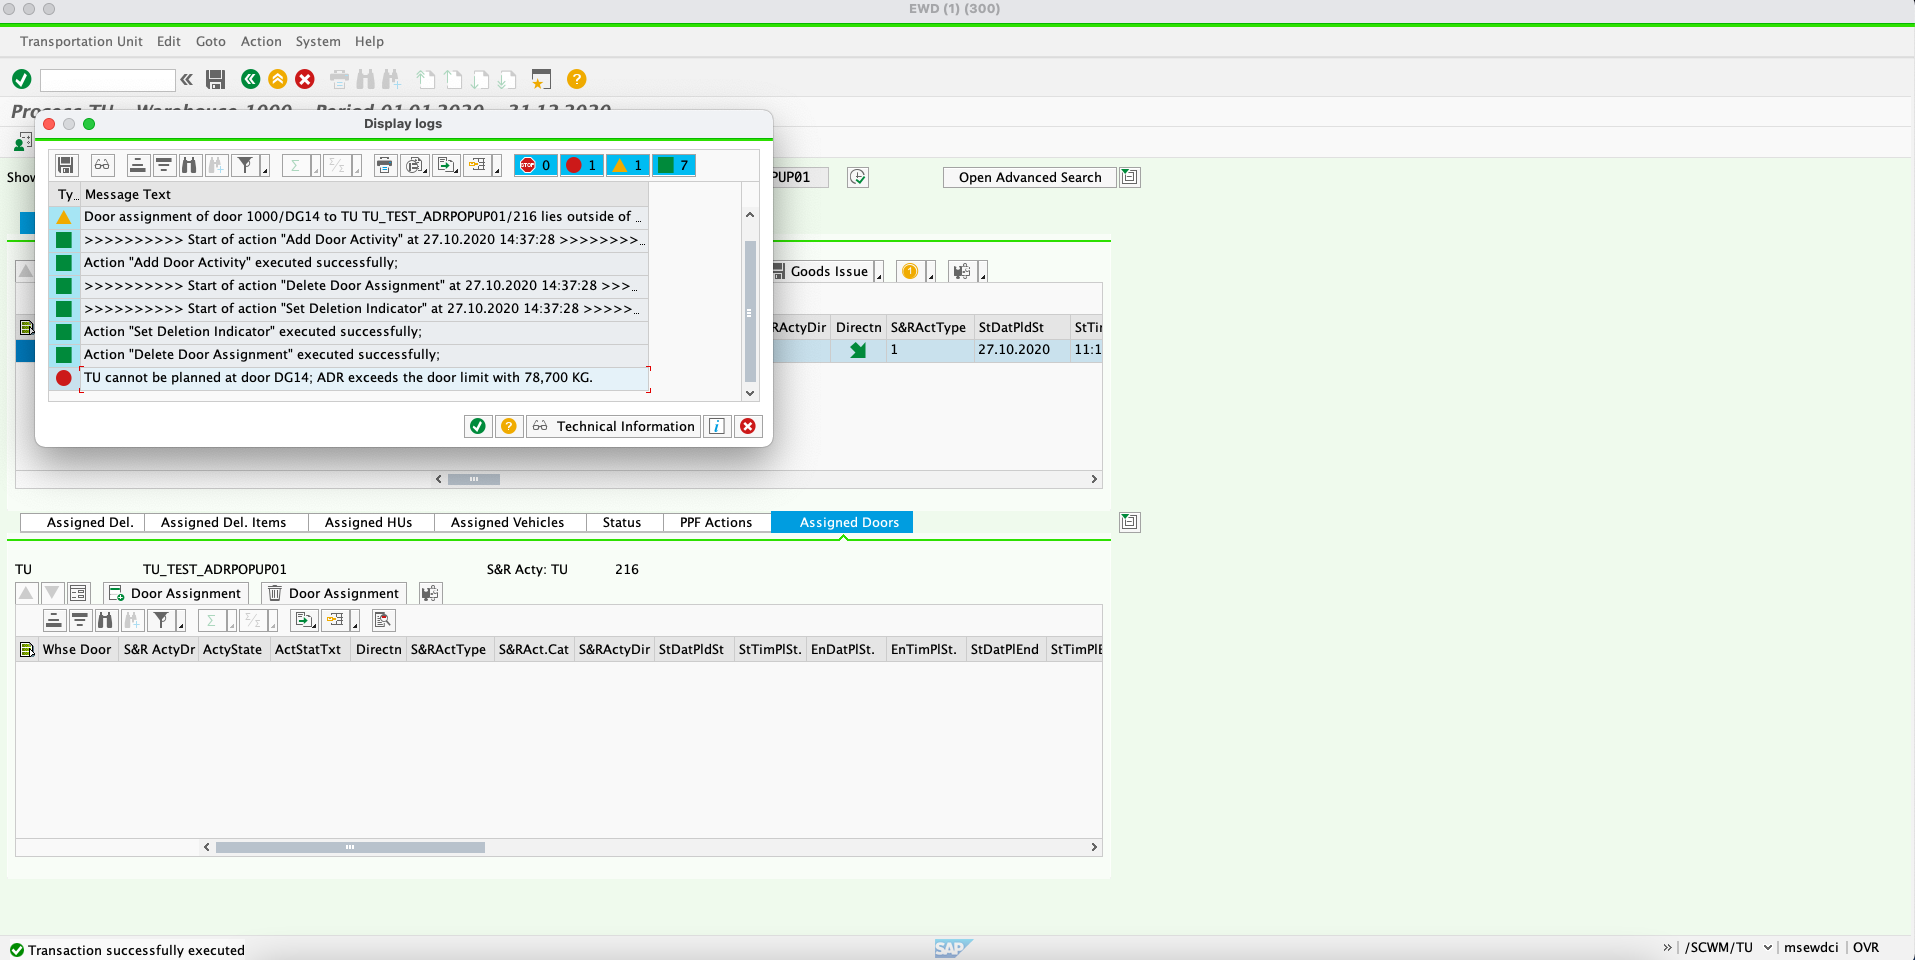 EWD (1) (300)
Transportation Unit Edit Goto Action System Help
Process TU - Warehouse 1000 - Period 01.01.2020 - 31.12.2020
Display logs
0 1 1 7
Show
PUP01
Open Advanced Search
Ty.. Message Text
Door assignment of door 1000/DG14 to TU TU_TEST_ADRPOPUP01/216 lies outside of ...
>>>>>>>>>> Start of action "Add Door Activity" at 27.10.2020 14:37:28 >>>>>>>>...
Action "Add Door Activity" executed successfully;
>>>>>>>>>> Start of action "Delete Door Assignment" at 27.10.2020 14:37:28 >>>...
>>>>>>>>>> Start of action "Set Deletion Indicator" at 27.10.2020 14:37:28 >>>>>...
Action "Set Deletion Indicator" executed successfully;
Action "Delete Door Assignment" executed successfully;
TU cannot be planned at door DG14; ADR exceeds the door limit with 78,700 KG.
Technical Information
Goods Issue
RActyDir Directn S&RActType StDatPldSt StTi
1 27.10.2020 11:1
Assigned Del. Assigned Del. Items Assigned HUs Assigned Vehicles Status PPF Actions Assigned Doors
TU TU_TEST_ADRPOPUP01 S&R Acty: TU 216
Door Assignment Door Assignment
Whse Door S&R ActyDr ActyState ActStatTxt Directn S&RActType S&RAct.Cat S&RActyDir StDatPldSt StTimPlSt. EnDatPlSt. EnTimPlSt. StDatPlEnd StTimPlE
Transaction successfully executed
SAP
/SCWM/TU msewdci OVR